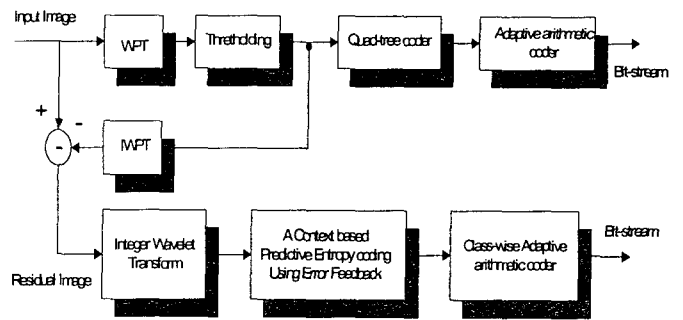 Input Image
WPT
Threthdding
Quad-tree coder
Adaptive arithmetic
coder
Bit-stream
+
-
-
IWPT
Integer Wavelet
Transform
A Context based
Predictive Entropy coding
Using Error Feedback
Class-wise Adaptive
arithmetic coder
Bit-stream
Residual Image